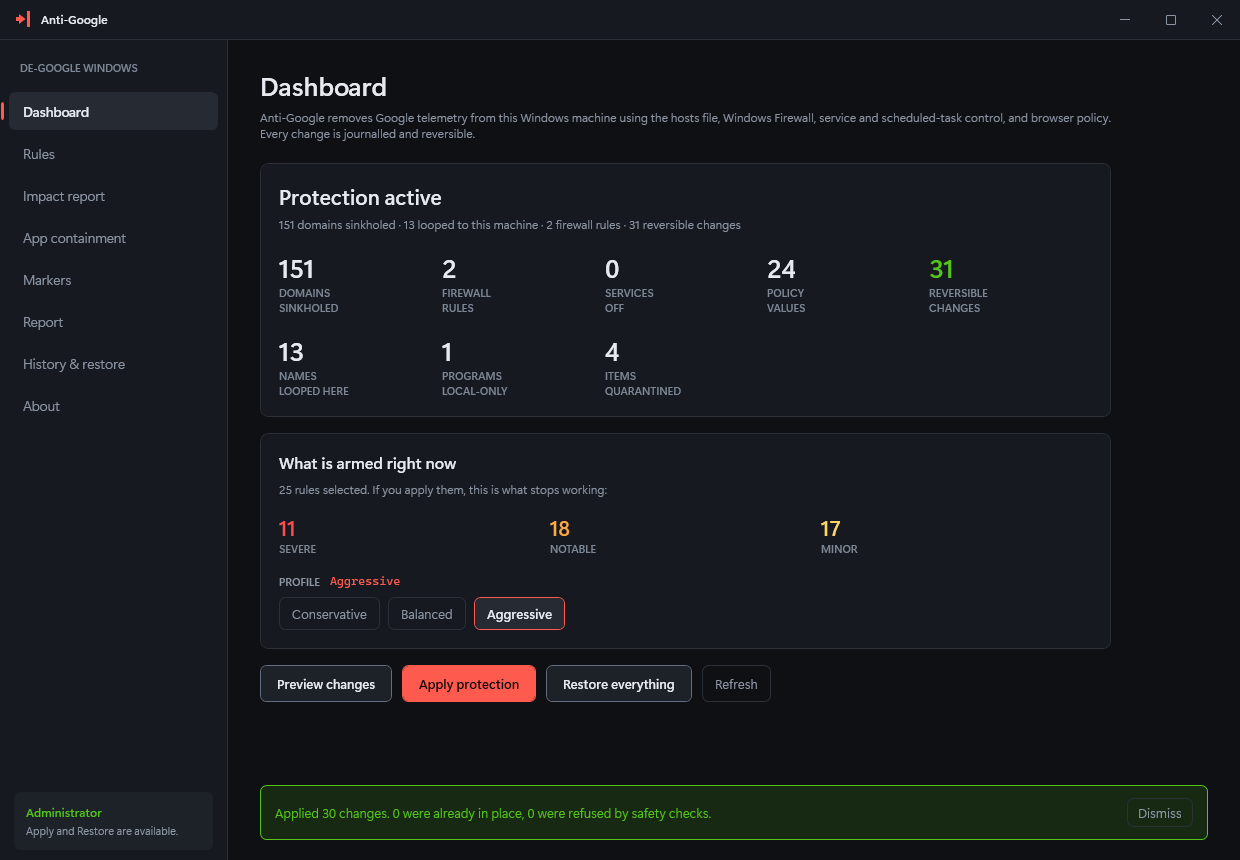 Anti-Google
DE-GOOGLE WINDOWS
Dashboard
Rules
Impact report
App containment
Markers
Report
History & restore
About
Administrator
Apply and Restore are available.
Dashboard
Anti-Google removes Google telemetry from this Windows machine using the hosts file, Windows Firewall, service and scheduled-task control, and browser policy.
Every change is journalled and reversible.
Protection active
151 domains sinkholed · 13 looped to this machine · 2 firewall rules · 31 reversible changes
151
DOMAINS
SINKHOLED
2
FIREWALL
RULES
0
SERVICES
OFF
24
POLICY
VALUES
31
REVERSIBLE
CHANGES
13
NAMES
LOOPED HERE
1
PROGRAMS
LOCAL-ONLY
4
ITEMS
QUARANTINED
What is armed right now
25 rules selected. If you apply them, this is what stops working:
11
SEVERE
18
NOTABLE
17
MINOR
PROFILE Aggressive
Conservative Balanced Aggressive
Preview changes Apply protection Restore everything Refresh
Applied 30 changes. 0 were already in place, 0 were refused by safety checks. Dismiss